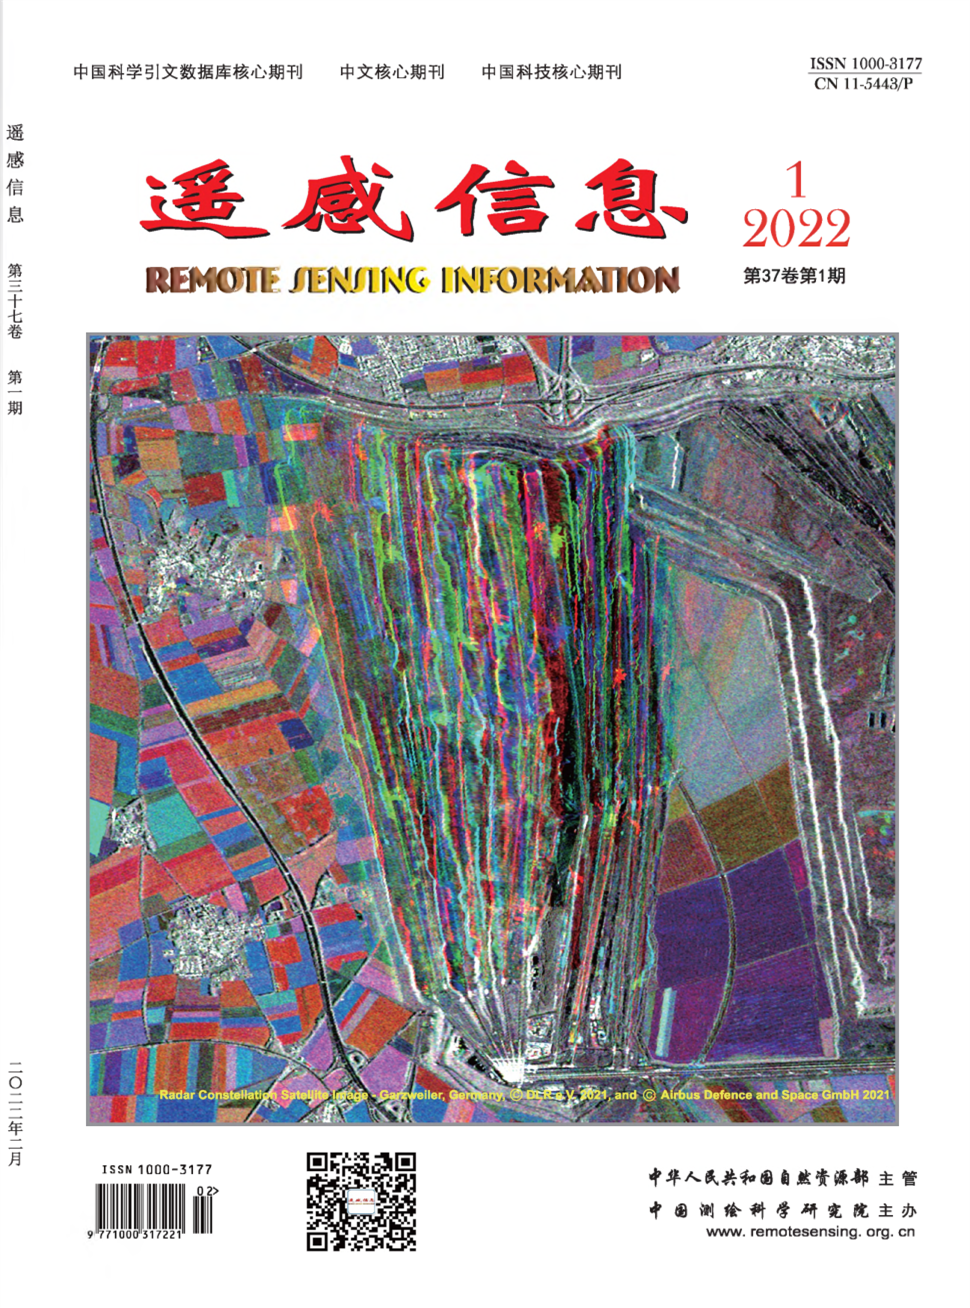 中国科学引文数据库核心期刊 中文核心期刊 中国科技核心期刊
ISSN 1000-3177
CN 11-5443/P
遥感信息
1
2022
REMOTE SENSING INFORMATION
第37卷第1期
遥感信息 第三十七卷 第一期 二〇二二年二月
Radar Constellation Satellite Image - Garzweiler, Germany, © DLR e.V. 2021, and © Airbus Defence and Space GmbH 2021
ISSN 1000-3177
02>
9 771000 317221
遥感信息
中华人民共和国自然资源部 主管
中国测绘科学研究院 主办
www. remotesensing. org. cn